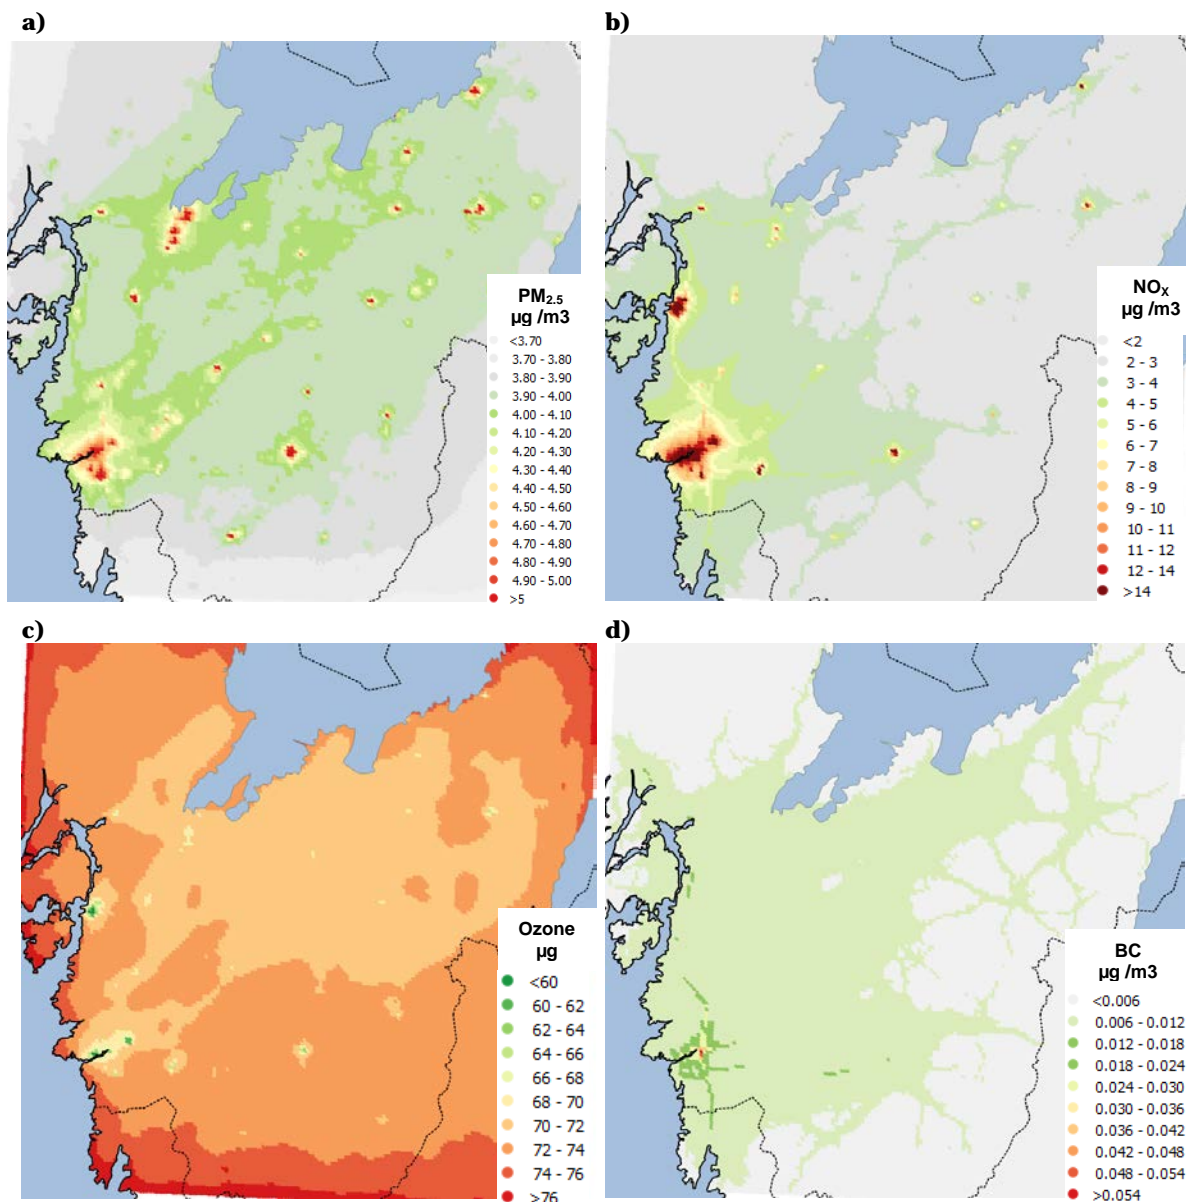 a)
PM2.5
µg /m3
<3.70
3.70 - 3.80
3.80 - 3.90
3.90 - 4.00
4.00 - 4.10
4.10 - 4.20
4.20 - 4.30
4.30 - 4.40
4.40 - 4.50
4.50 - 4.60
4.60 - 4.70
4.70 - 4.80
4.80 - 4.90
4.90 - 5.00
>5
b)
NOX
µg /m3
<2
2 - 3
3 - 4
4 - 5
5 - 6
6 - 7
7 - 8
8 - 9
9 - 10
10 - 11
11 - 12
12 - 14
>14
c)
Ozone
µg
<60
60 - 62
62 - 64
64 - 66
66 - 68
68 - 70
70 - 72
72 - 74
74 - 76
>76
d)
BC
µg /m3
<0.006
0.006 - 0.012
0.012 - 0.018
0.018 - 0.024
0.024 - 0.030
0.030 - 0.036
0.036 - 0.042
0.042 - 0.048
0.048 - 0.054
>0.054